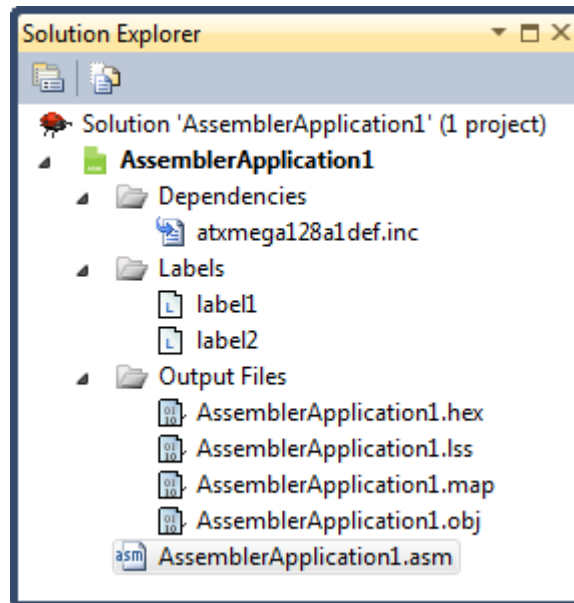 Solution Explorer
Solution 'AssemblerApplication1' (1 project)
AssemblerApplication1
Dependencies
atxmega128a1def.inc
Labels
label1
label2
Output Files
AssemblerApplication1.hex
AssemblerApplication1.lss
AssemblerApplication1.map
AssemblerApplication1.obj
asm AssemblerApplication1.asm